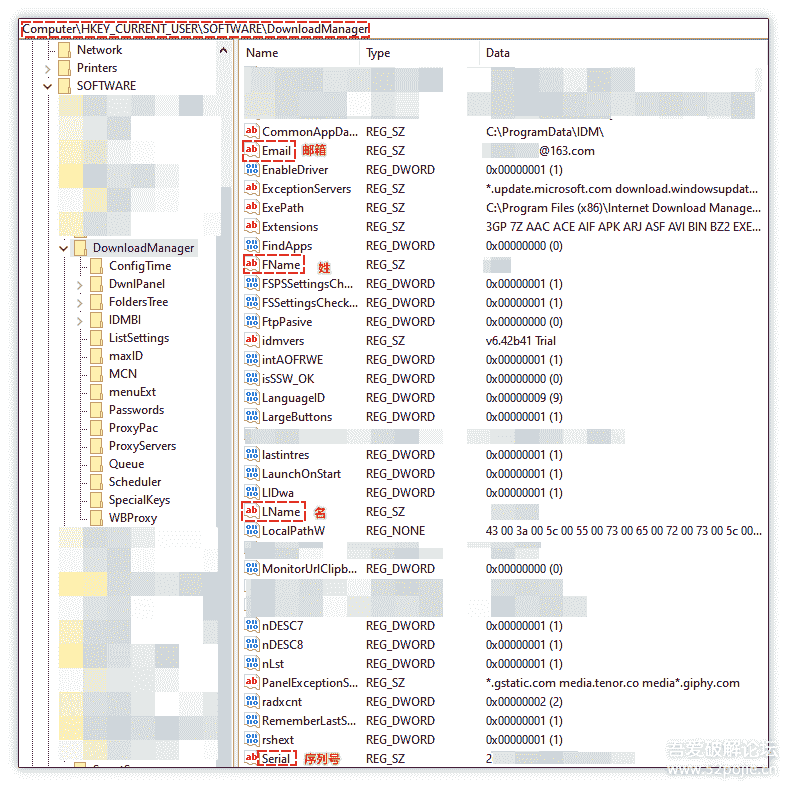 Computer\HKEY_CURRENT_USER\SOFTWARE\DownloadManager
Network
Printers
SOFTWARE
DownloadManager
ConfigTime
DwnlPanel
FoldersTree
IDMBI
ListSettings
maxID
MCN
menuExt
Passwords
ProxyPac
ProxyServers
Queue
Scheduler
SpecialKeys
WBProxy
Name Type Data
CommonAppDa... REG_SZ C:\ProgramData\IDM\
Email 邮箱 REG_SZ @163.com
EnableDriver REG_DWORD 0x00000001 (1)
ExceptionServers REG_SZ *.update.microsoft.com download.windowsupdat...
ExePath REG_SZ C:\Program Files (x86)\Internet Download Manage...
Extensions REG_SZ 3GP 7Z AAC ACE AIF APK ARJ ASF AVI BIN BZ2 EXE...
FindApps REG_DWORD 0x00000000 (0)
FName 姓 REG_SZ
FSPSSettingsCh... REG_DWORD 0x00000001 (1)
FSSettingsCheck... REG_DWORD 0x00000001 (1)
FtpPasive REG_DWORD 0x00000000 (0)
idmvers REG_SZ v6.42b41 Trial
intAOFRWE REG_DWORD 0x00000001 (1)
isSSW_OK REG_DWORD 0x00000000 (0)
LanguageID REG_DWORD 0x00000009 (9)
LargeButtons REG_DWORD 0x00000001 (1)
lastintres REG_DWORD 0x00000001 (1)
LaunchOnStart REG_DWORD 0x00000001 (1)
LIDwa REG_DWORD 0x00000001 (1)
LName 名 REG_SZ
LocalPathW REG_NONE 43 00 3a 00 5c 00 55 00 73 00 65 00 72 00 73 00 5c 00...
MonitorUrlClipb... REG_DWORD 0x00000000 (0)
nDESC7 REG_DWORD 0x00000001 (1)
nDESC8 REG_DWORD 0x00000001 (1)
nLst REG_DWORD 0x00000001 (1)
PanelExceptionS... REG_SZ *.gstatic.com media.tenor.co media*.giphy.com
radxcnt REG_DWORD 0x00000002 (2)
RememberLastS... REG_DWORD 0x00000001 (1)
rshext REG_DWORD 0x00000001 (1)
Serial 序列号 REG_SZ 2
吾爱破解论坛
www.52pojie.cn